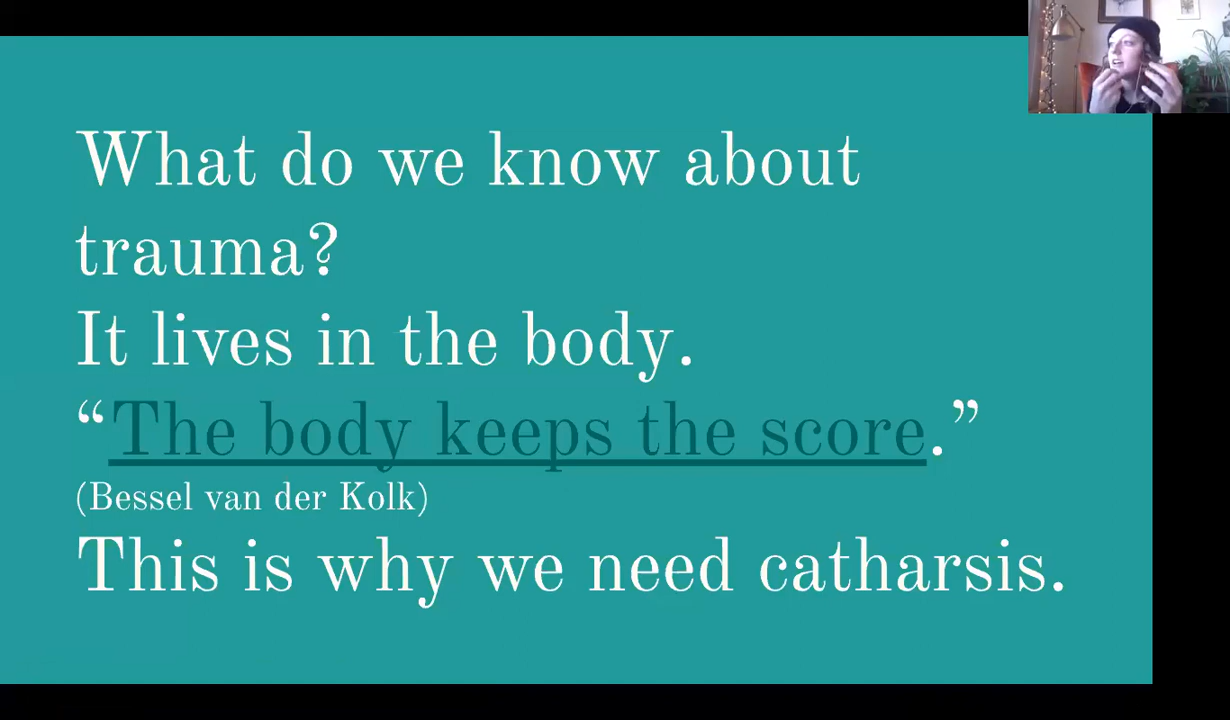 What do we know about
trauma?
It lives in the body.
“The body keeps the score.”
(Bessel van der Kolk)
This is why we need catharsis.